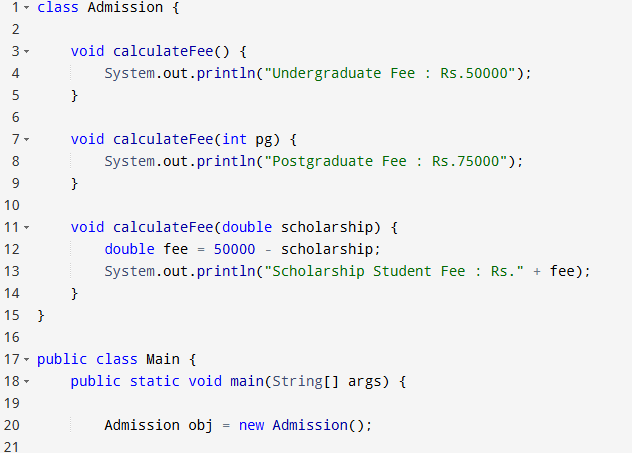 1 class Admission {
2
3     void calculateFee() {
4         System.out.println("Undergraduate Fee : Rs.50000");
5     }
6
7     void calculateFee(int pg) {
8         System.out.println("Postgraduate Fee : Rs.75000");
9     }
10
11     void calculateFee(double scholarship) {
12         double fee = 50000 - scholarship;
13         System.out.println("Scholarship Student Fee : Rs." + fee);
14     }
15 }
16
17 public class Main {
18     public static void main(String[] args) {
19
20         Admission obj = new Admission();
21